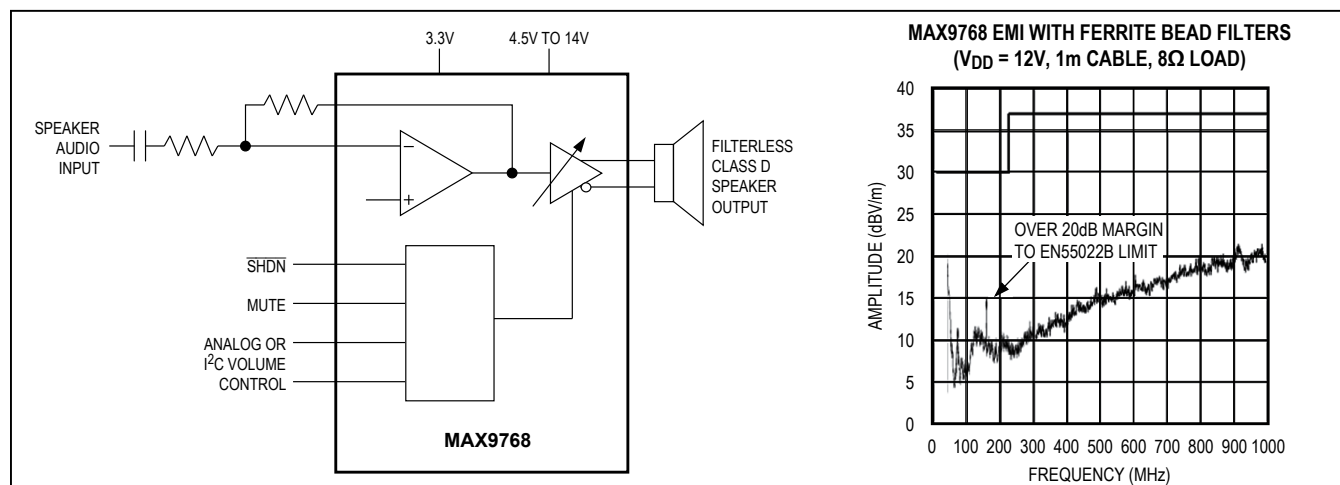 3.3V
4.5V TO 14V
SPEAKER
AUDIO
INPUT
−
+
FILTERLESS
CLASS D
SPEAKER
OUTPUT
SHDN
MUTE
ANALOG OR
I²C VOLUME
CONTROL
MAX9768
MAX9768 EMI WITH FERRITE BEAD FILTERS
(VDD = 12V, 1m CABLE, 8Ω LOAD)
AMPLITUDE (dBV/m)
40
35
30
25
20
15
10
5
0
OVER 20dB MARGIN
TO EN55022B LIMIT
0 100 200 300 400 500 600 700 800 900 1000
FREQUENCY (MHz)